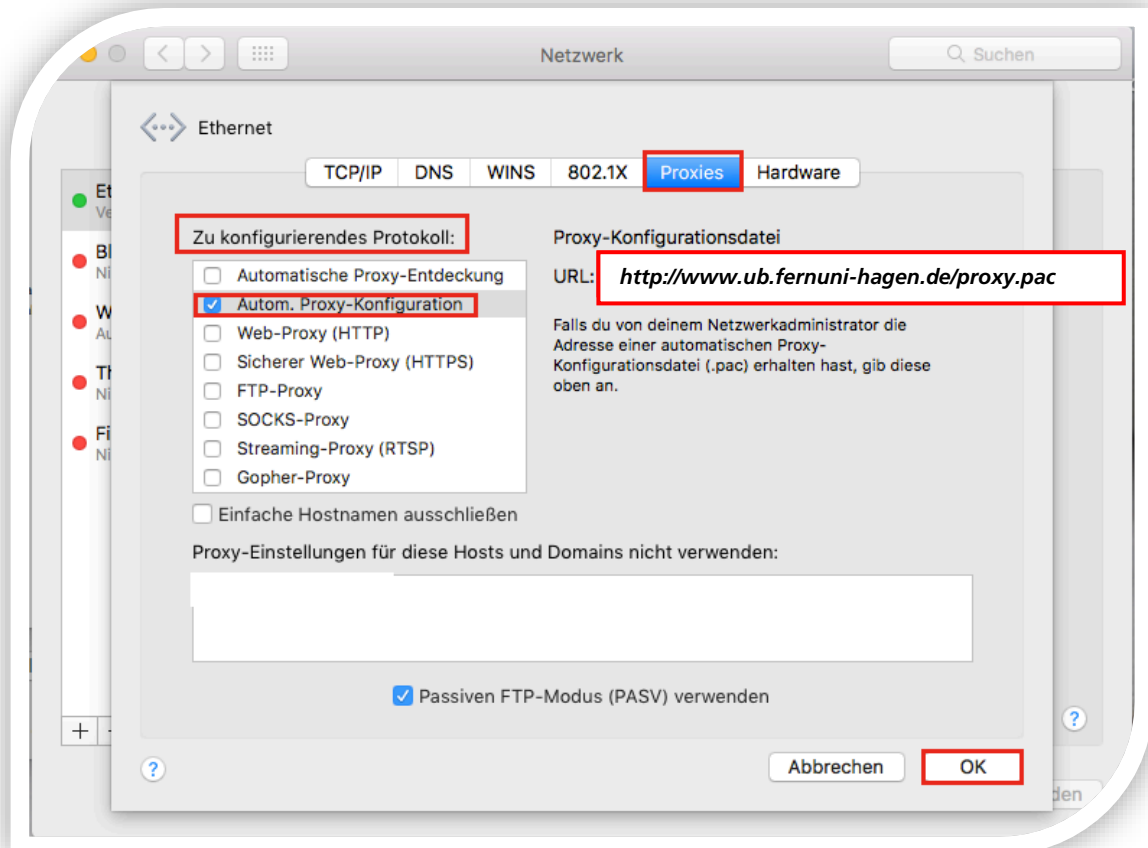 Netzwerk
Suchen
Ethernet
TCP/IP DNS WINS 802.1X Proxies Hardware
Zu konfigurierendes Protokoll:
Automatische Proxy-Entdeckung
Autom. Proxy-Konfiguration
Web-Proxy (HTTP)
Sicherer Web-Proxy (HTTPS)
FTP-Proxy
SOCKS-Proxy
Streaming-Proxy (RTSP)
Gopher-Proxy
Einfache Hostnamen ausschließen
Proxy-Konfigurationsdatei
URL: http://www.ub.fernuni-hagen.de/proxy.pac
Falls du von deinem Netzwerkadministrator die
Adresse einer automatischen Proxy-
Konfigurationsdatei (.pac) erhalten hast, gib diese
oben an.
Proxy-Einstellungen für diese Hosts und Domains nicht verwenden:
Passiven FTP-Modus (PASV) verwenden
? Abbrechen OK
?